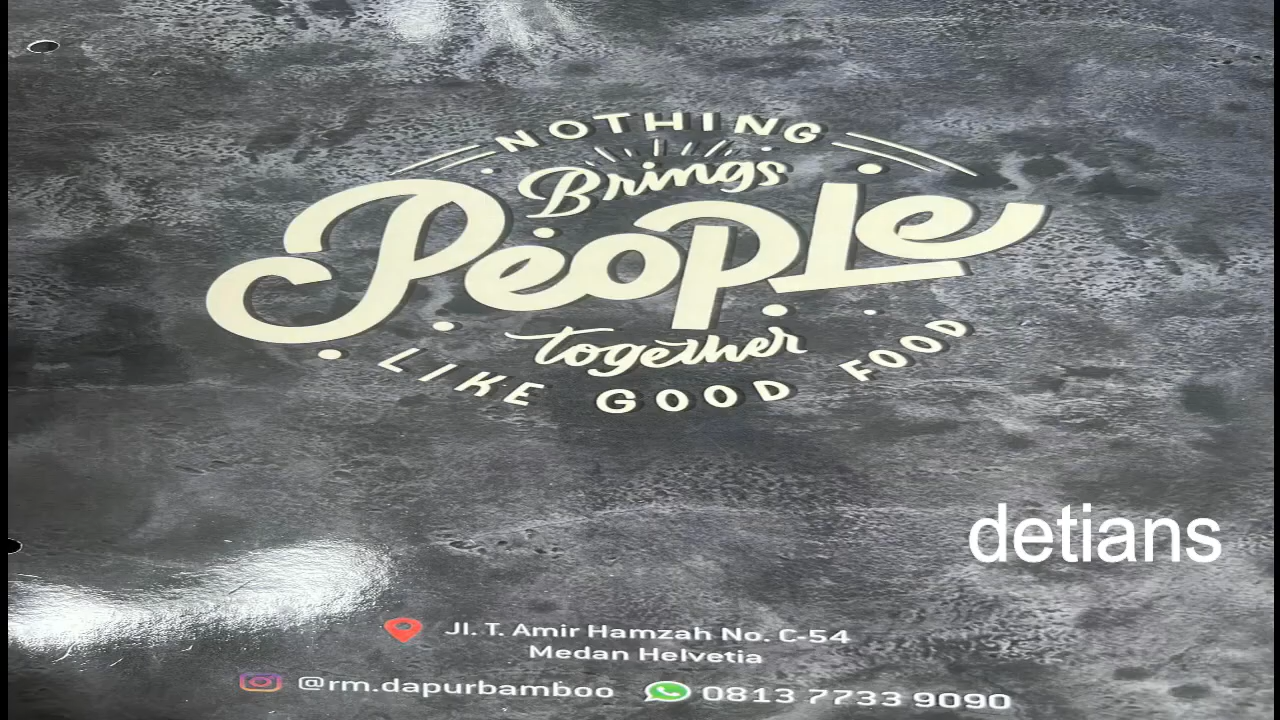 NOTHING
Brings
People
together
LIKE GOOD FOOD
detians
Jl. T. Amir Hamzah No. C-54
Medan Helvetia
@rm.dapurbamboo 0813 7733 9090